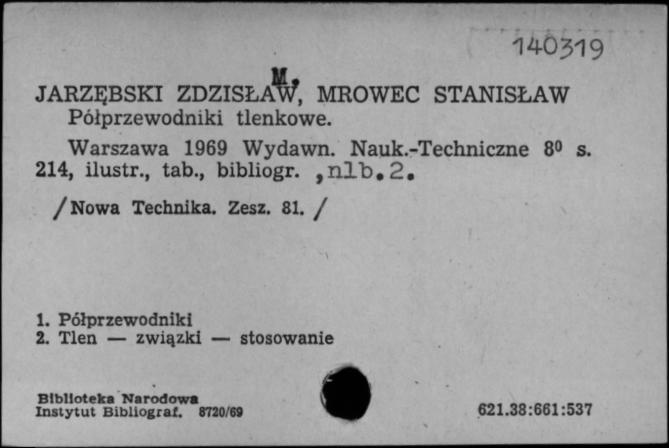 140319
M.
JARZĘBSKI ZDZISŁAW, MROWEC STANISŁAW
Półprzewodniki tlenkowe.
Warszawa 1969 Wydawn. Nauk.-Techniczne 8⁰ s.
214, ilustr., tab., bibliogr. ,nlb.2.
/Nowa Technika. Zesz. 81. /
1. Półprzewodniki
2. Tlen — związki — stosowanie
Biblioteka Narodowa
Instytut Bibliograf. 8720/69
621.38:661:537